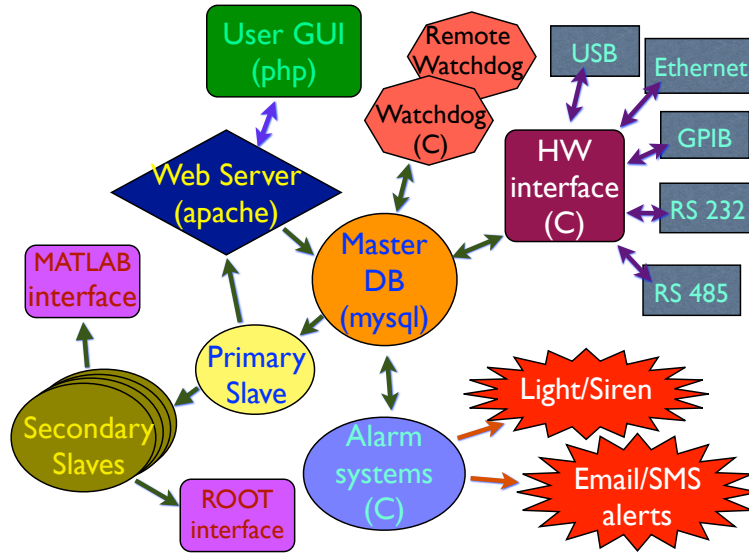 User GUI
(php)
Remote
Watchdog
Watchdog
(C)
USB
Ethernet
GPIB
RS 232
RS 485
HW
interface
(C)
Web Server
(apache)
Master
DB
(mysql)
MATLAB
interface
Primary
Slave
Secondary
Slaves
ROOT
interface
Alarm
systems
(C)
Light/Siren
Email/SMS
alerts